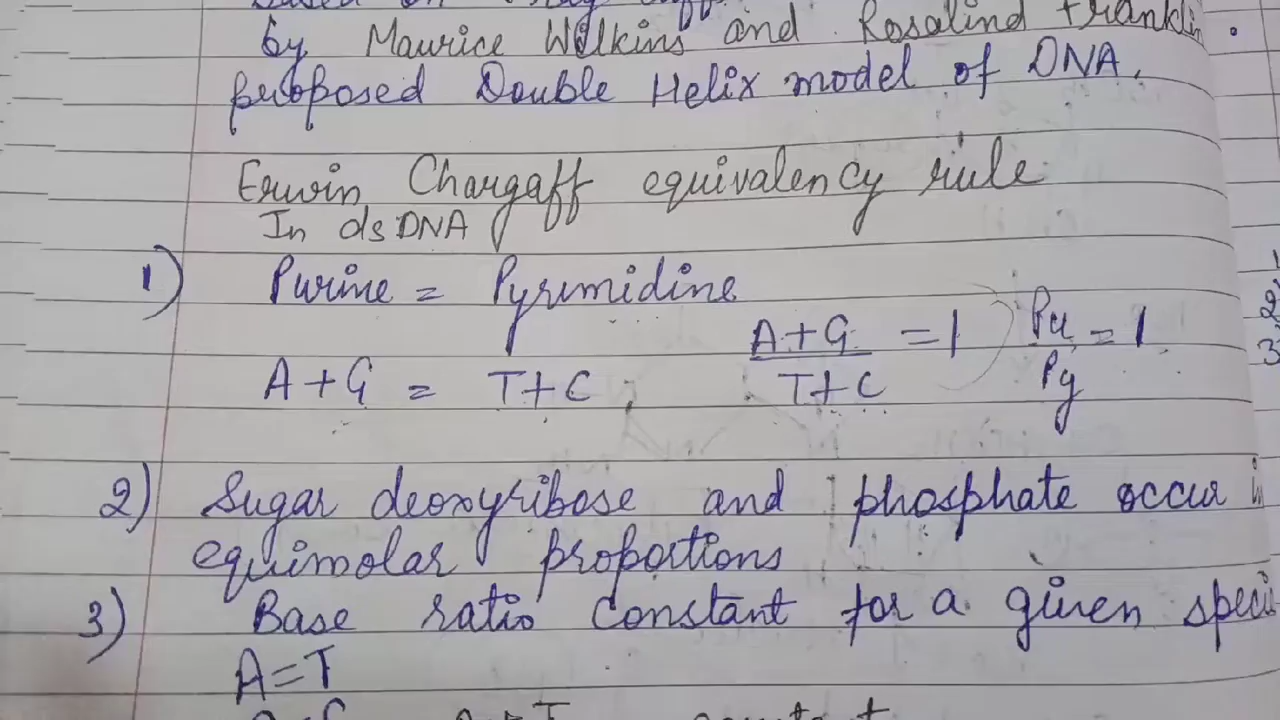 by Maurice Wilkins and Rosalind Franklin.
proposed Double Helix model of DNA.
Erwin Chargaff equivalency rule
In dsDNA
1) Purine = Pyrimidine
A+G = T+C ; A+G/T+C = 1 Pu/Py = 1
2) Sugar deoxyribose and phosphate occur in
equimolar proportions
3) Base ratio constant for a given speci
A=T